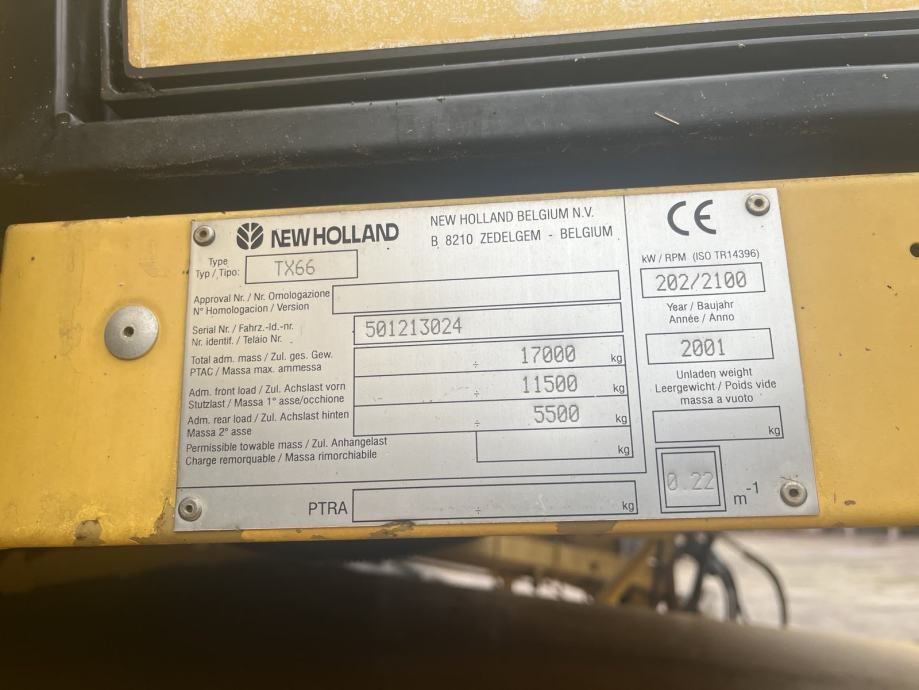 NEW HOLLAND
NEW HOLLAND BELGIUM N.V.
B 8210 ZEDELGEM - BELGIUM
Type
Typ / Tipo:
TX66
Approval Nr. / Nr. Omologazione
N° Homologacion / Version
Serial Nr. / Fahrz.-Id.-nr.
Nr. identif. / Telaio Nr.
501213024
Total adm. mass / Zul. ges. Gew.
PTAC / Massa max. ammessa
÷ 17000 kg
Adm. front load / Zul. Achslast vorn
Stutzlast / Massa 1° asse/occhione
÷ 11500 kg
Adm. rear load / Zul. Achslast hinten
Massa 2° asse
÷ 5500
Permissible towable mass / Zul. Anhangelast
Charge remorquable / Massa rimorchiabile
kg
PTRA
÷ kg
CE
kW / RPM (ISO TR14396)
202/2100
Year / Baujahr
Année / Anno
2001
Unladen weight
Leergewicht / Poids vide
massa a vuoto
kg
0.22
m-1